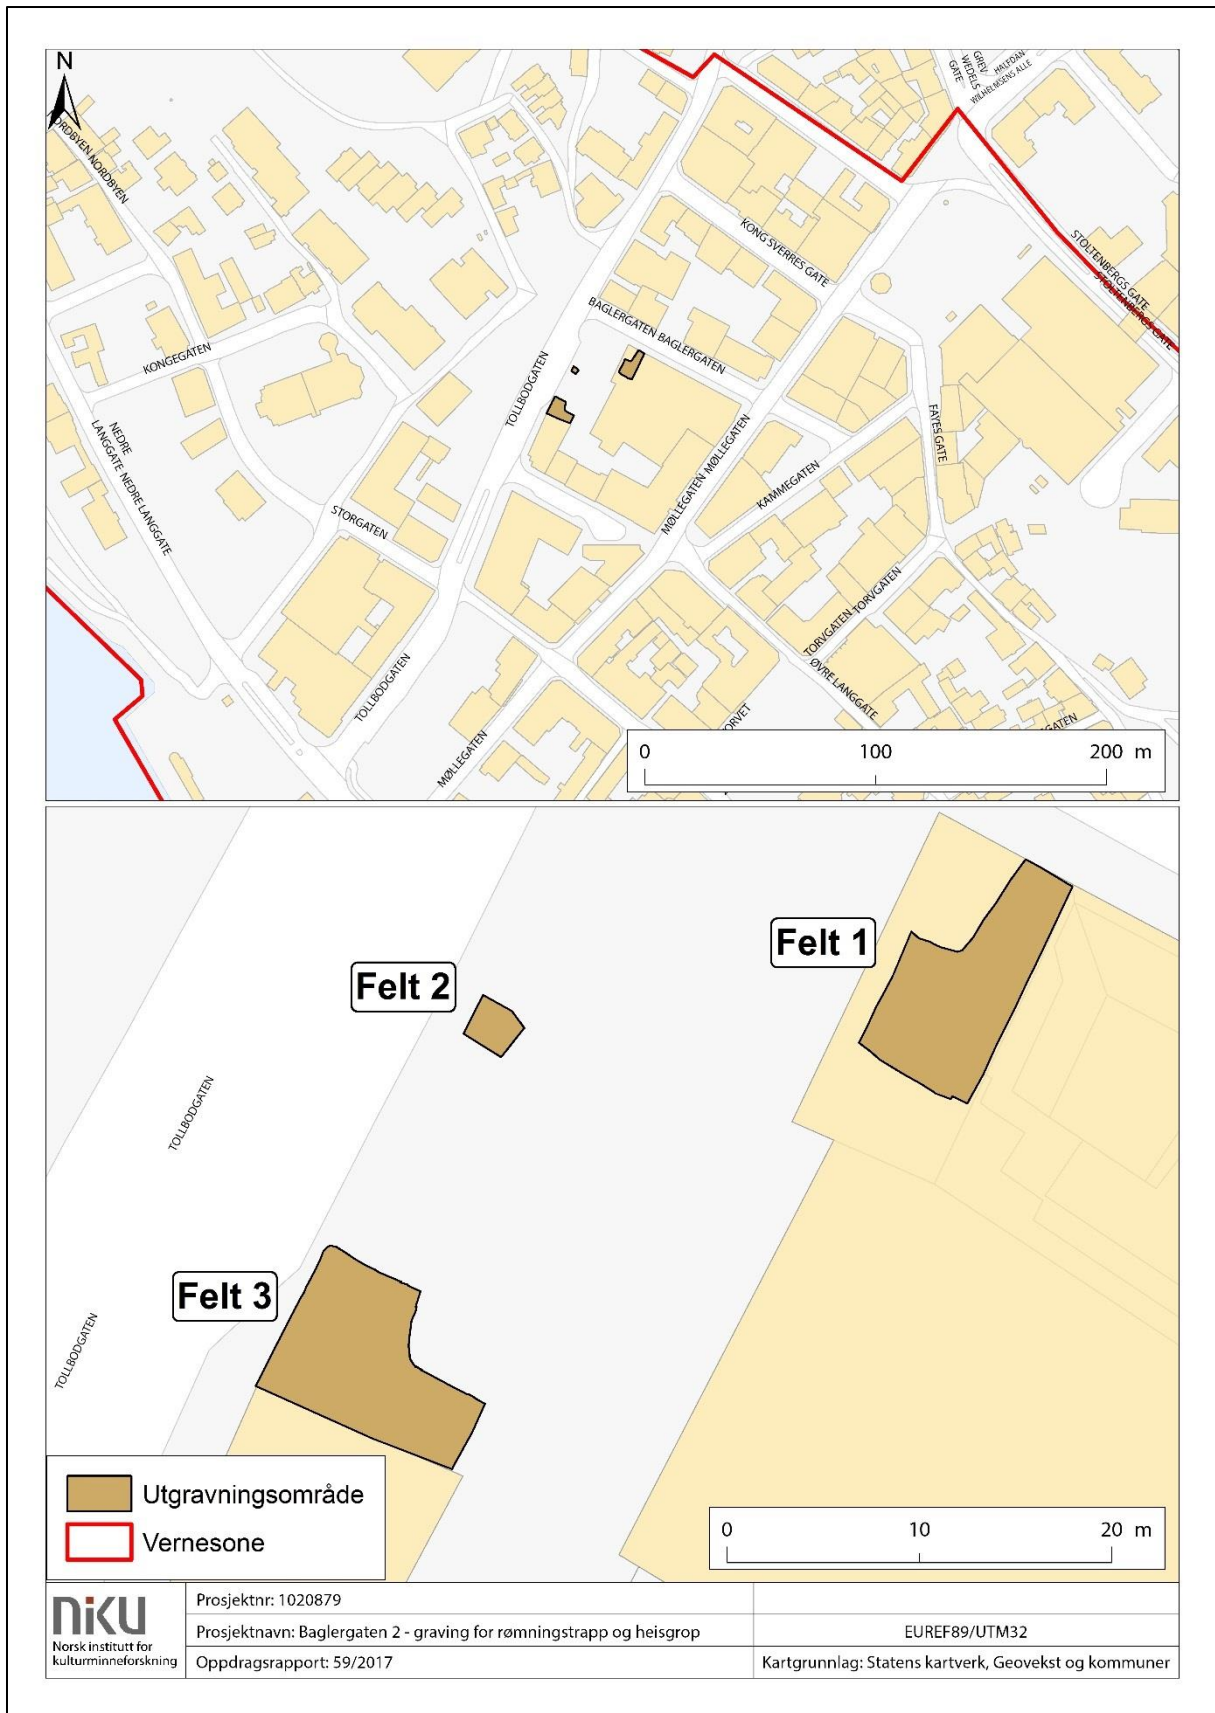 N
GREV
WEDELS
GATE
HALFDAN
WILHELMSENS ALLE
NORDBYEN NORDBYEN
STOLTENBERGS GATE
STOLTENBERGS GATE
KONG SVERRES GATE
BAGLERGATEN BAGLERGATEN
KONGEGATEN
TOLLBODGATEN
NEDRE
LANGGATE NEDRE LANGGATE
FAYES GATE
MØLLEGATEN MØLLEGATEN
KAMMEGATEN
STORGATEN
TORVGATEN TORVGATEN
ØVRE LANGGATE
TOLLBODGATEN
MØLLEGATEN
0 100 200 m
Felt 1
Felt 2
TOLLBODGATEN
Felt 3
TOLLBODGATEN
Utgravningsområde
Vernesone
0 10 20 m
NIKU
Norsk institutt for
kulturminneforskning
Prosjektnr: 1020879
Prosjektnavn: Baglergaten 2 - graving for rømningstrapp og heisgrop
EUREF89/UTM32
Oppdragsrapport: 59/2017
Kartgrunnlag: Statens kartverk, Geovekst og kommuner